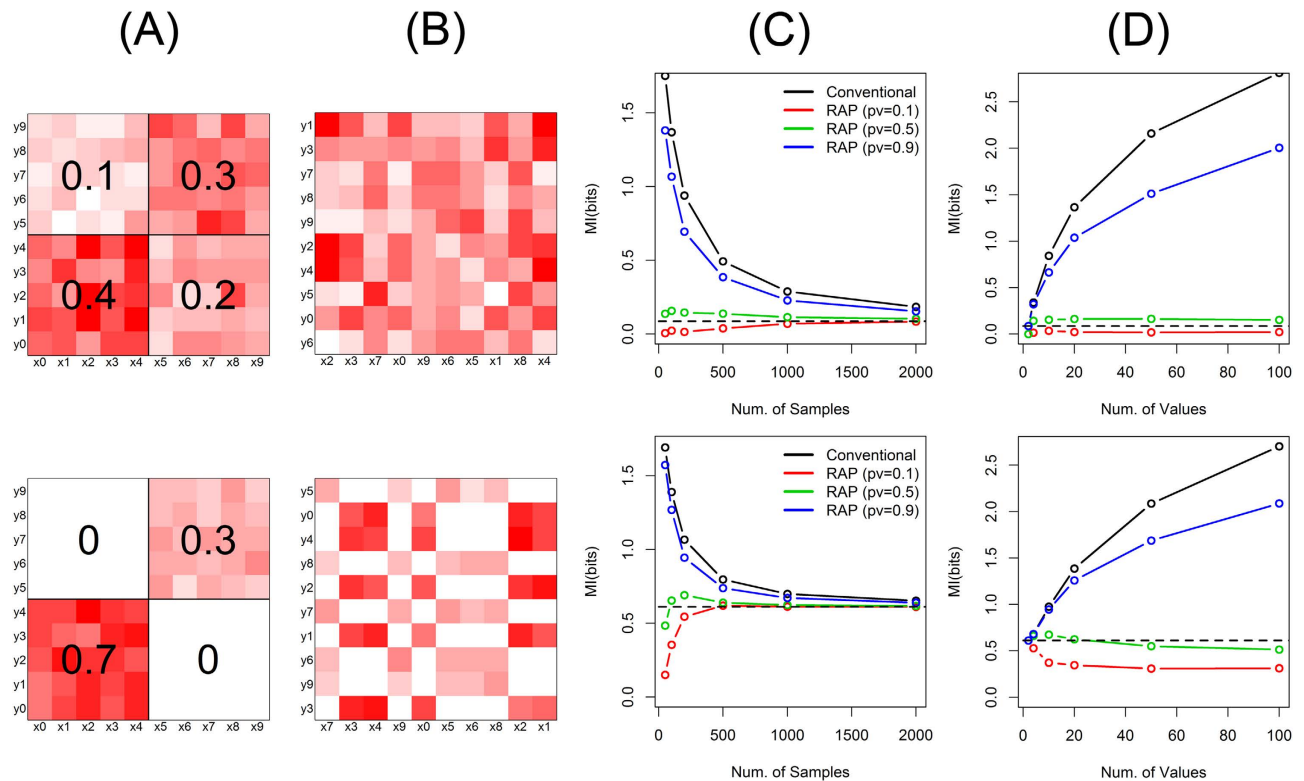 (A) (B) (C) (D)
y9
y8
y7
y6
y5
y4
y3
y2
y1
y0
0.1 0.3
0.4 0.2
x0 x1 x2 x3 x4 x5 x6 x7 x8 x9
y1
y3
y7
y8
y9
y2
y4
y5
y0
y6
x2 x3 x7 x0 x9 x6 x5 x1 x8 x4
MI(bits)
0.0 0.5 1.0 1.5
Conventional
RAP (pv=0.1)
RAP (pv=0.5)
RAP (pv=0.9)
0 500 1000 1500 2000
Num. of Samples
MI(bits)
0.0 0.5 1.0 1.5 2.0 2.5
0 20 40 60 80 100
Num. of Values
y9
y8
y7
y6
y5
y4
y3
y2
y1
y0
0 0.3
0.7 0
x0 x1 x2 x3 x4 x5 x6 x7 x8 x9
y5
y0
y4
y8
y2
y7
y1
y6
y9
y3
x7 x3 x4 x9 x0 x5 x6 x8 x2 x1
MI(bits)
0.0 0.5 1.0 1.5
Conventional
RAP (pv=0.1)
RAP (pv=0.5)
RAP (pv=0.9)
0 500 1000 1500 2000
Num. of Samples
MI(bits)
0.0 0.5 1.0 1.5 2.0 2.5
0 20 40 60 80 100
Num. of Values